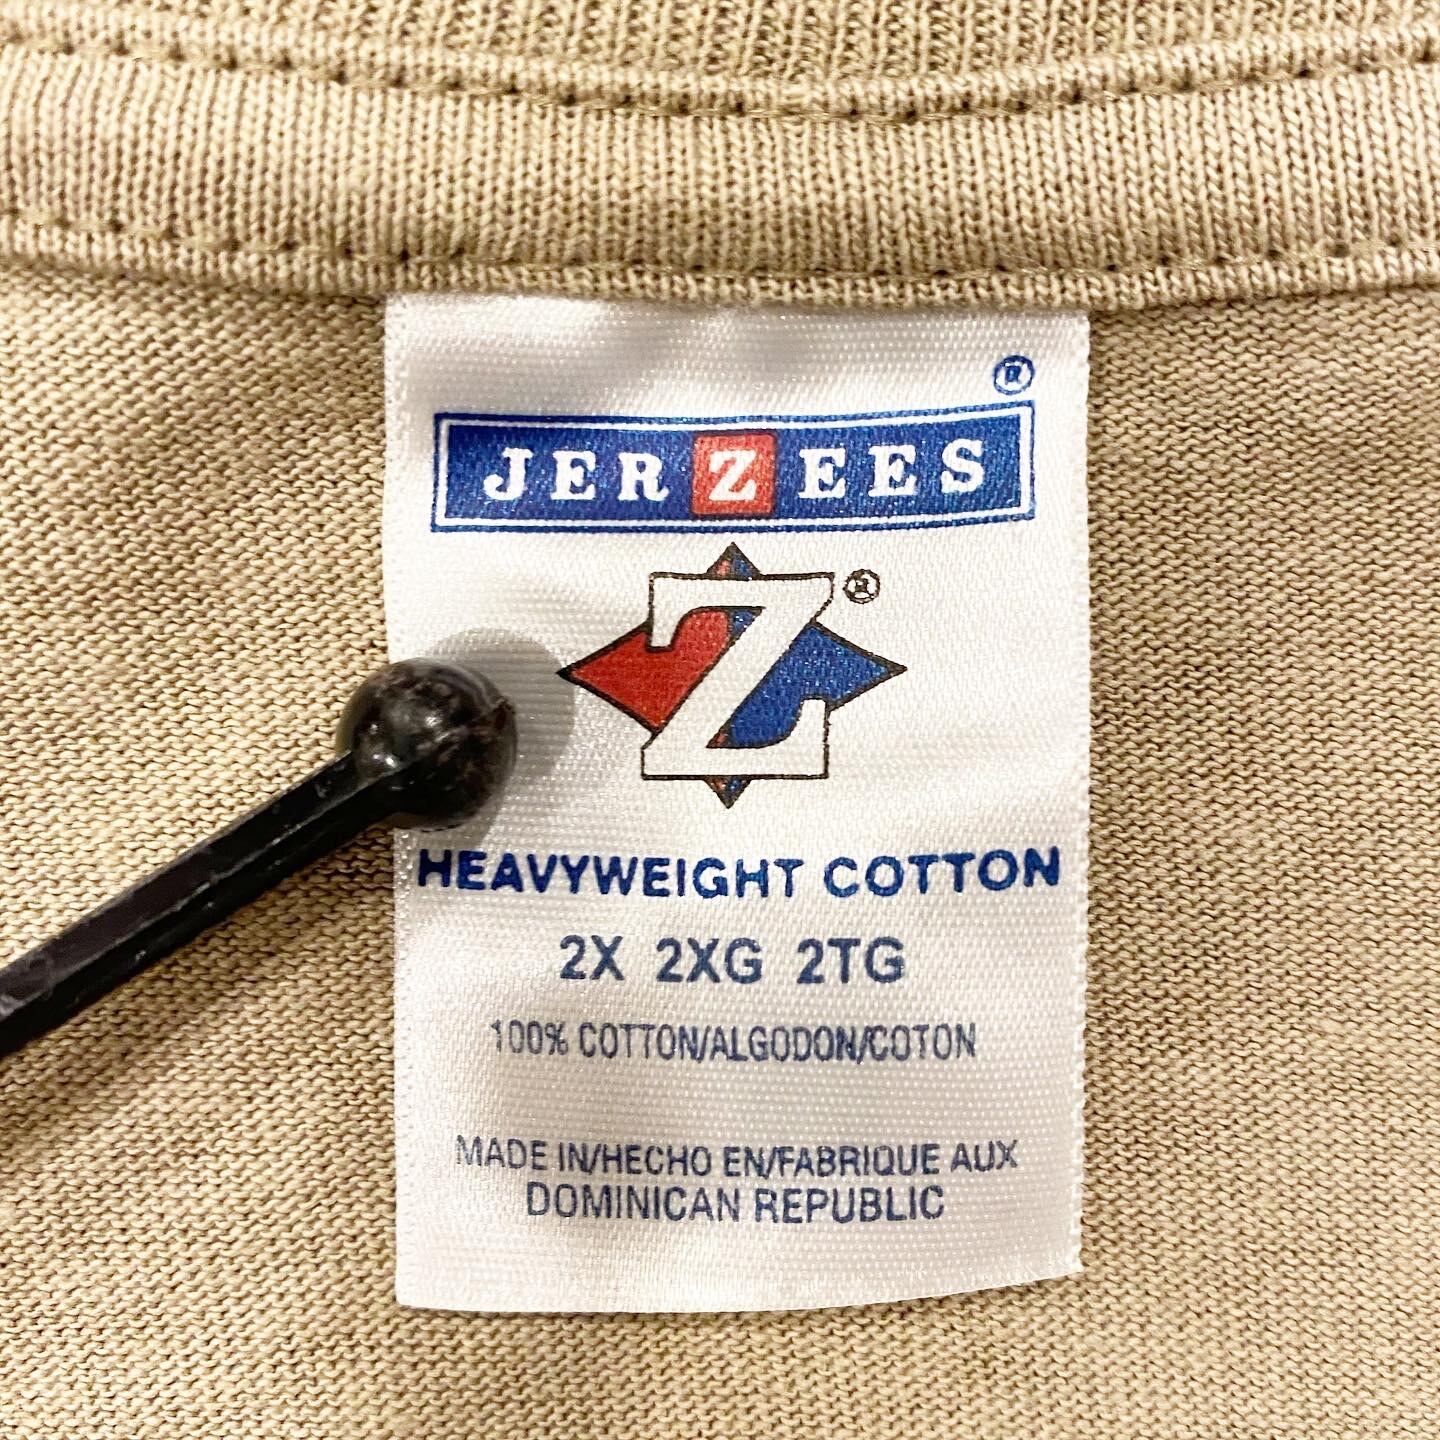 ®
JERZEES
Z ®
HEAVYWEIGHT COTTON
2X 2XG 2TG
100% COTTON/ALGODON/COTON
MADE IN/HECHO EN/FABRIQUE AUX
DOMINICAN REPUBLIC